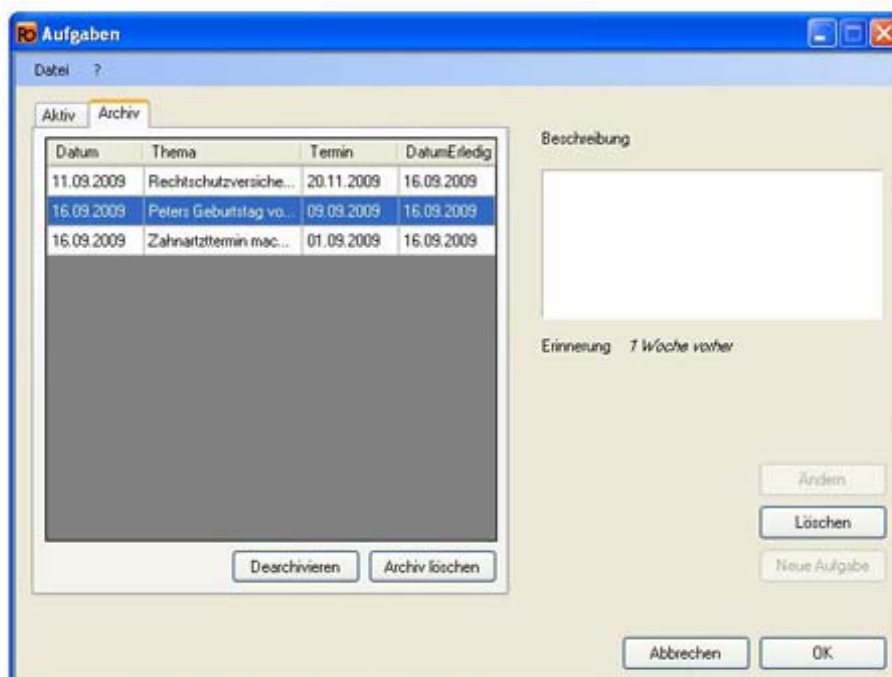 Aufgaben
Datei ?
Aktiv Archiv
Datum Thema Termin DatumErledig
11.09.2009 Rechtschutzversiche... 20.11.2009 16.09.2009
16.09.2009 Peters Geburtstag vo... 09.09.2009 16.09.2009
16.09.2009 Zahnartzttermin mac... 01.09.2009 16.09.2009
Dearchivieren Archiv löschen
Beschreibung
Erinnerung 1 Woche vorher
Ändern
Löschen
Neue Aufgabe
Abbrechen OK